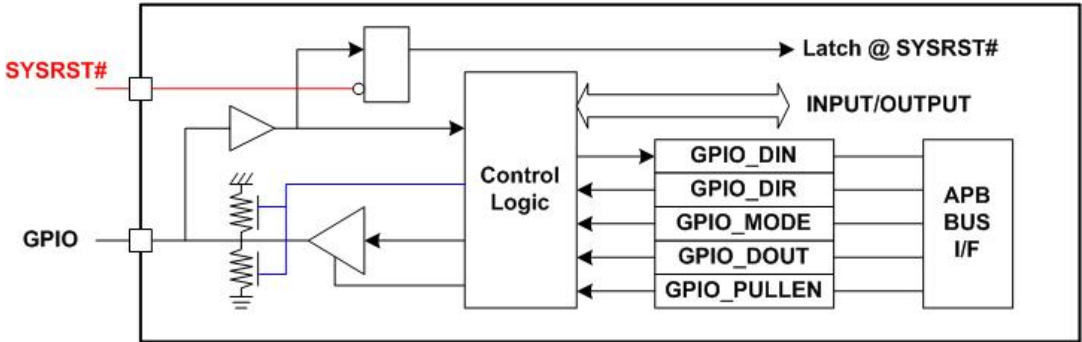 SYSRST#
Latch @ SYSRST#
INPUT/OUTPUT
GPIO
Control
Logic
GPIO_DIN
GPIO_DIR
GPIO_MODE
GPIO_DOUT
GPIO_PULLEN
APB
BUS
I/F